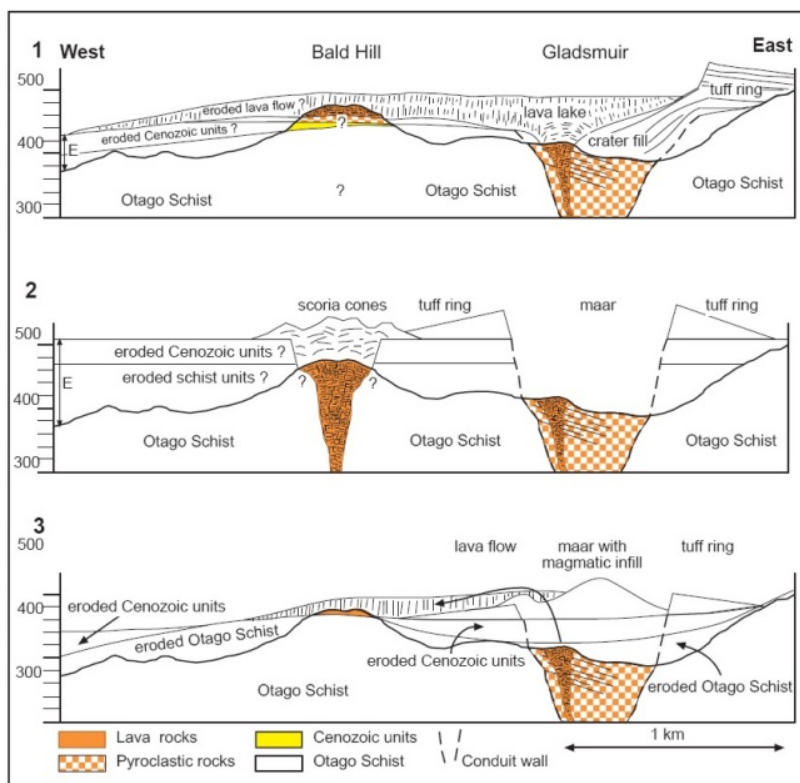 1 West Bald Hill Gladsmuir East
500
400
300
E
eroded lava flow ?
eroded Cenozoic units ?
?
lava lake
crater fill
tuff ring
Otago Schist ? Otago Schist Otago Schist
2
scoria cones tuff ring maar tuff ring
500
400
300
E
eroded Cenozoic units ?
eroded schist units ?
? ?
Otago Schist Otago Schist Otago Schist
3
500
400
300
lava flow maar with magmatic infill tuff ring
eroded Cenozoic units
eroded Otago Schist
eroded Cenozoic units
eroded Otago Schist
Otago Schist
Lava rocks Cenozoic units
Pyroclastic rocks Otago Schist Conduit wall
1 km